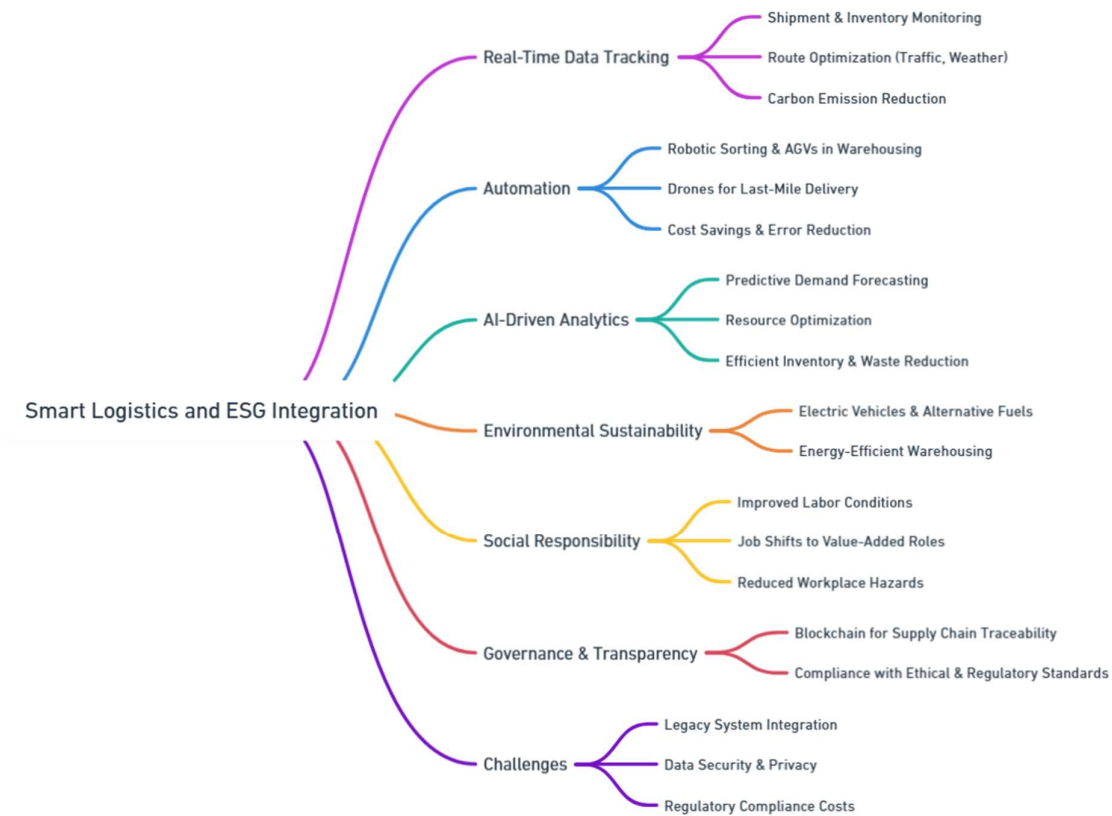 Smart Logistics and ESG Integration
Real-Time Data Tracking
Shipment & Inventory Monitoring
Route Optimization (Traffic, Weather)
Carbon Emission Reduction
Automation
Robotic Sorting & AGVs in Warehousing
Drones for Last-Mile Delivery
Cost Savings & Error Reduction
AI-Driven Analytics
Predictive Demand Forecasting
Resource Optimization
Efficient Inventory & Waste Reduction
Environmental Sustainability
Electric Vehicles & Alternative Fuels
Energy-Efficient Warehousing
Social Responsibility
Improved Labor Conditions
Job Shifts to Value-Added Roles
Reduced Workplace Hazards
Governance & Transparency
Blockchain for Supply Chain Traceability
Compliance with Ethical & Regulatory Standards
Challenges
Legacy System Integration
Data Security & Privacy
Regulatory Compliance Costs